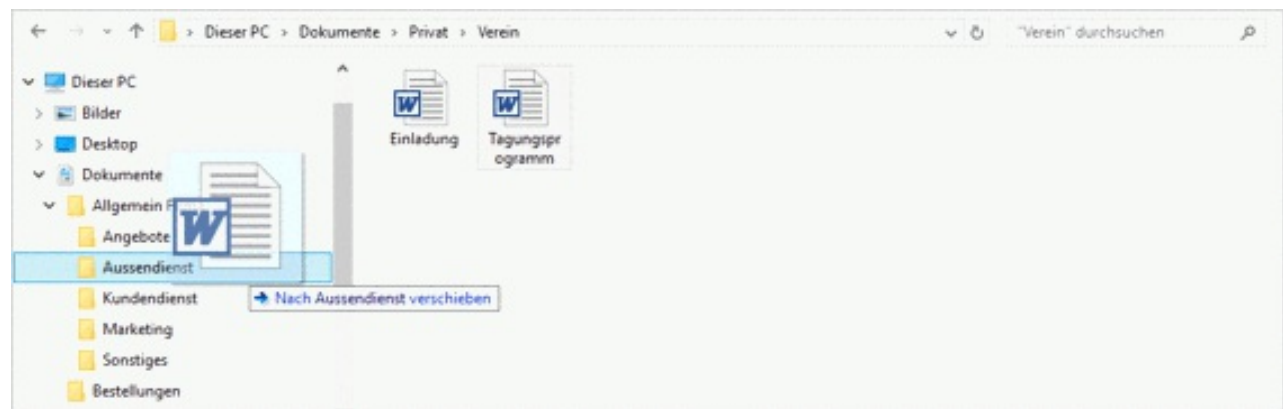 Dieser PC > Dokumente > Privat > Verein
"Verein" durchsuchen
Dieser PC
Bilder
Desktop
Dokumente
Allgemein
Angebote
Aussendienst
Kundendienst
Marketing
Sonstiges
Bestellungen
W
Nach Aussendienst verschieben
W
Einladung
W
Tagungspr
ogramm